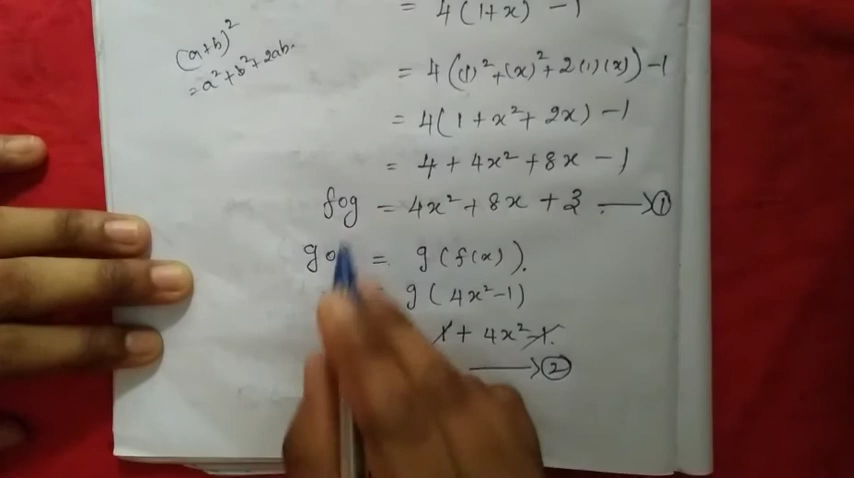 (a+b)²
= a²+b²+2ab.
= 4(1+x) - 1
= 4((1)²+(x)²+2(1)(x)) -1
= 4(1+x²+2x) -1
= 4+4x²+8x-1
fog = 4x²+8x+3. ⟶①
go = g(f(x)).
= g(4x²-1)
1+4x²-1.
⟶②